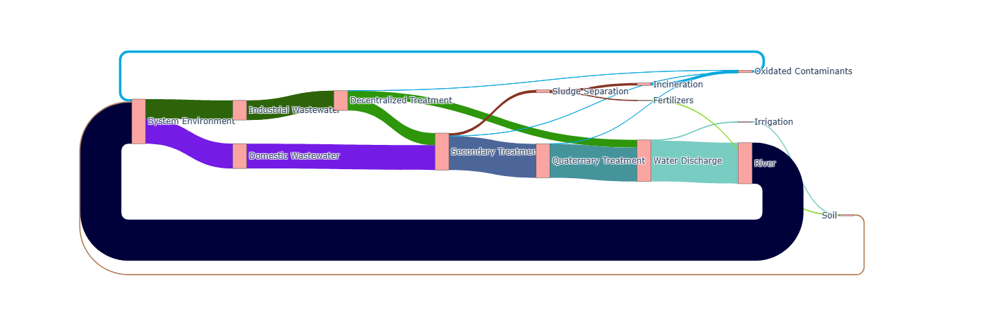 Oxidated Contaminants
Incineration
Sludge Separation
Decentralized Treatment
Fertilizers
Industrial Wastewater
System Environment
Irrigation
Secondary Treatment
Domestic Wastewater
Quaternary Treatment
Water Discharge
River
Soil